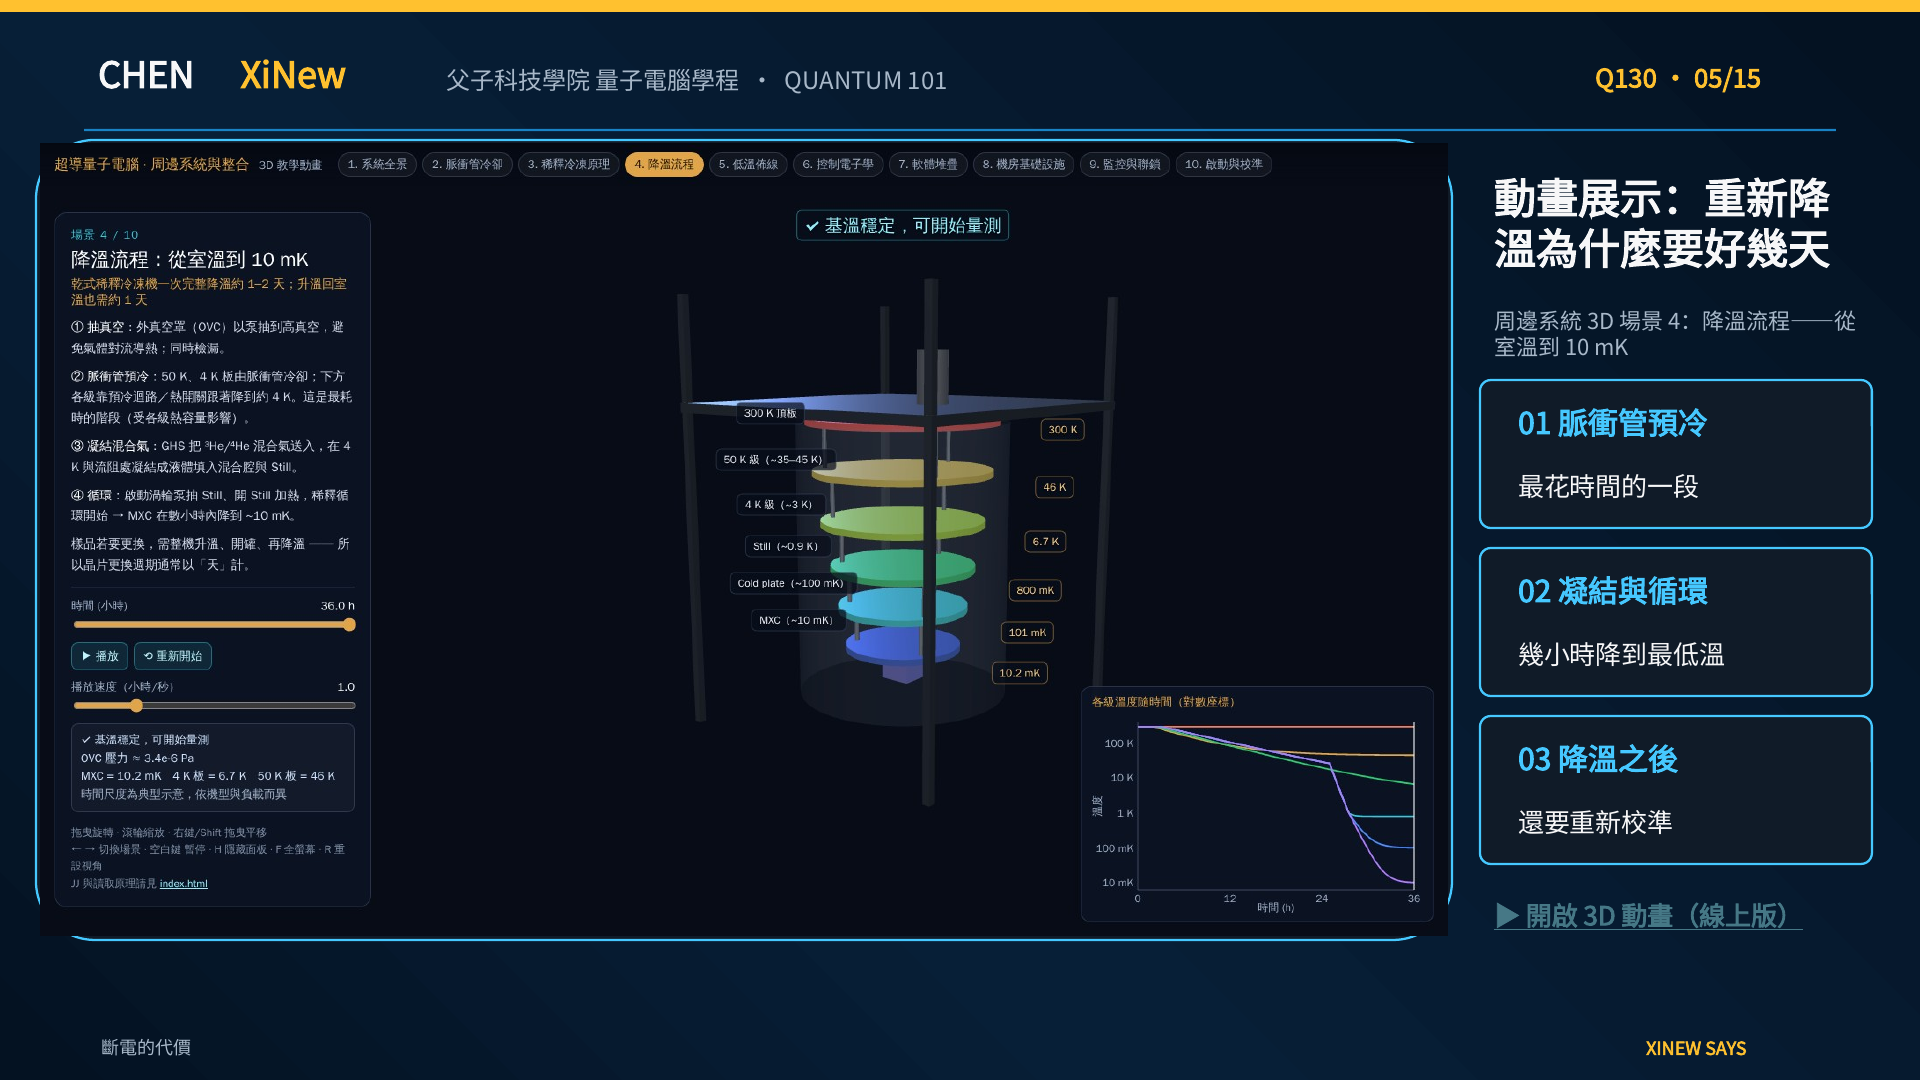 CHEN XiNew 父子科技學院 量子電腦學程 · QUANTUM 101 Q130 · 05/15
超導量子電腦 · 周邊系統與整合 3D 教學動畫 1. 系統全景 2. 脈衝管冷卻 3. 稀釋冷凍原理 4. 降溫流程 5. 低溫佈線 6. 控制電子學 7. 軟體堆疊 8. 機房基礎設施 9. 監控與聯鎖 10. 啟動與校準
場景 4 / 10
降溫流程：從室溫到 10 mK
乾式稀釋冷凍機一次完整降溫約 1–2 天；升溫回室
溫也需約 1 天
① 抽真空：外真空罩（OVC）以泵抽到高真空，避
免氣體對流導熱；同時檢漏。
② 脈衝管預冷：50 K、4 K 板由脈衝管冷卻；下方
各級靠預冷迴路／熱開關跟著降到約 4 K。這是最耗
時的階段（受各級熱容量影響）。
③ 凝結混合氣：GHS 把 ³He/⁴He 混合氣送入，在 4
K 與流阻處凝結成液體填入混合腔與 Still。
④ 循環：啟動渦輪泵抽 Still、開 Still 加熱，稀釋循
環開始 → MXC 在數小時內降到 ~10 mK。
樣品若要更換，需整機升溫、開罐、再降溫 —— 所
以晶片更換週期通常以「天」計。
時間 (小時) 36.0 h
▶ 播放 ⟲ 重新開始
播放速度（小時/秒） 1.0
✓ 基溫穩定，可開始量測
OVC 壓力 ≈ 3.4e-6 Pa
MXC = 10.2 mK 4 K 板 = 6.7 K 50 K 板 = 46 K
時間尺度為典型示意，依機型與負載而異
拖曳旋轉 · 滾輪縮放 · 右鍵/Shift 拖曳平移
← → 切換場景 · 空白鍵 暫停 · H 隱藏面板 · F 全螢幕 · R 重
設視角
JJ 與讀取原理請見 index.html
✓ 基溫穩定，可開始量測
300 K 頂板
50 K 級（~35–45 K）
4 K 級（~3 K）
Still（~0.9 K）
Cold plate（~100 mK）
MXC（~10 mK）
300 K
46 K
6.7 K
800 mK
101 mK
10.2 mK
各級溫度隨時間（對數座標）
溫度
100 K
10 K
1 K
100 mK
10 mK
0 12 24 36
時間 (h)
動畫展示：重新降
溫為什麼要好幾天
周邊系統 3D 場景 4：降溫流程——從
室溫到 10 mK
01 脈衝管預冷
最花時間的一段
02 凝結與循環
幾小時降到最低溫
03 降溫之後
還要重新校準
▶ 開啟 3D 動畫（線上版）
斷電的代價
XINEW SAYS